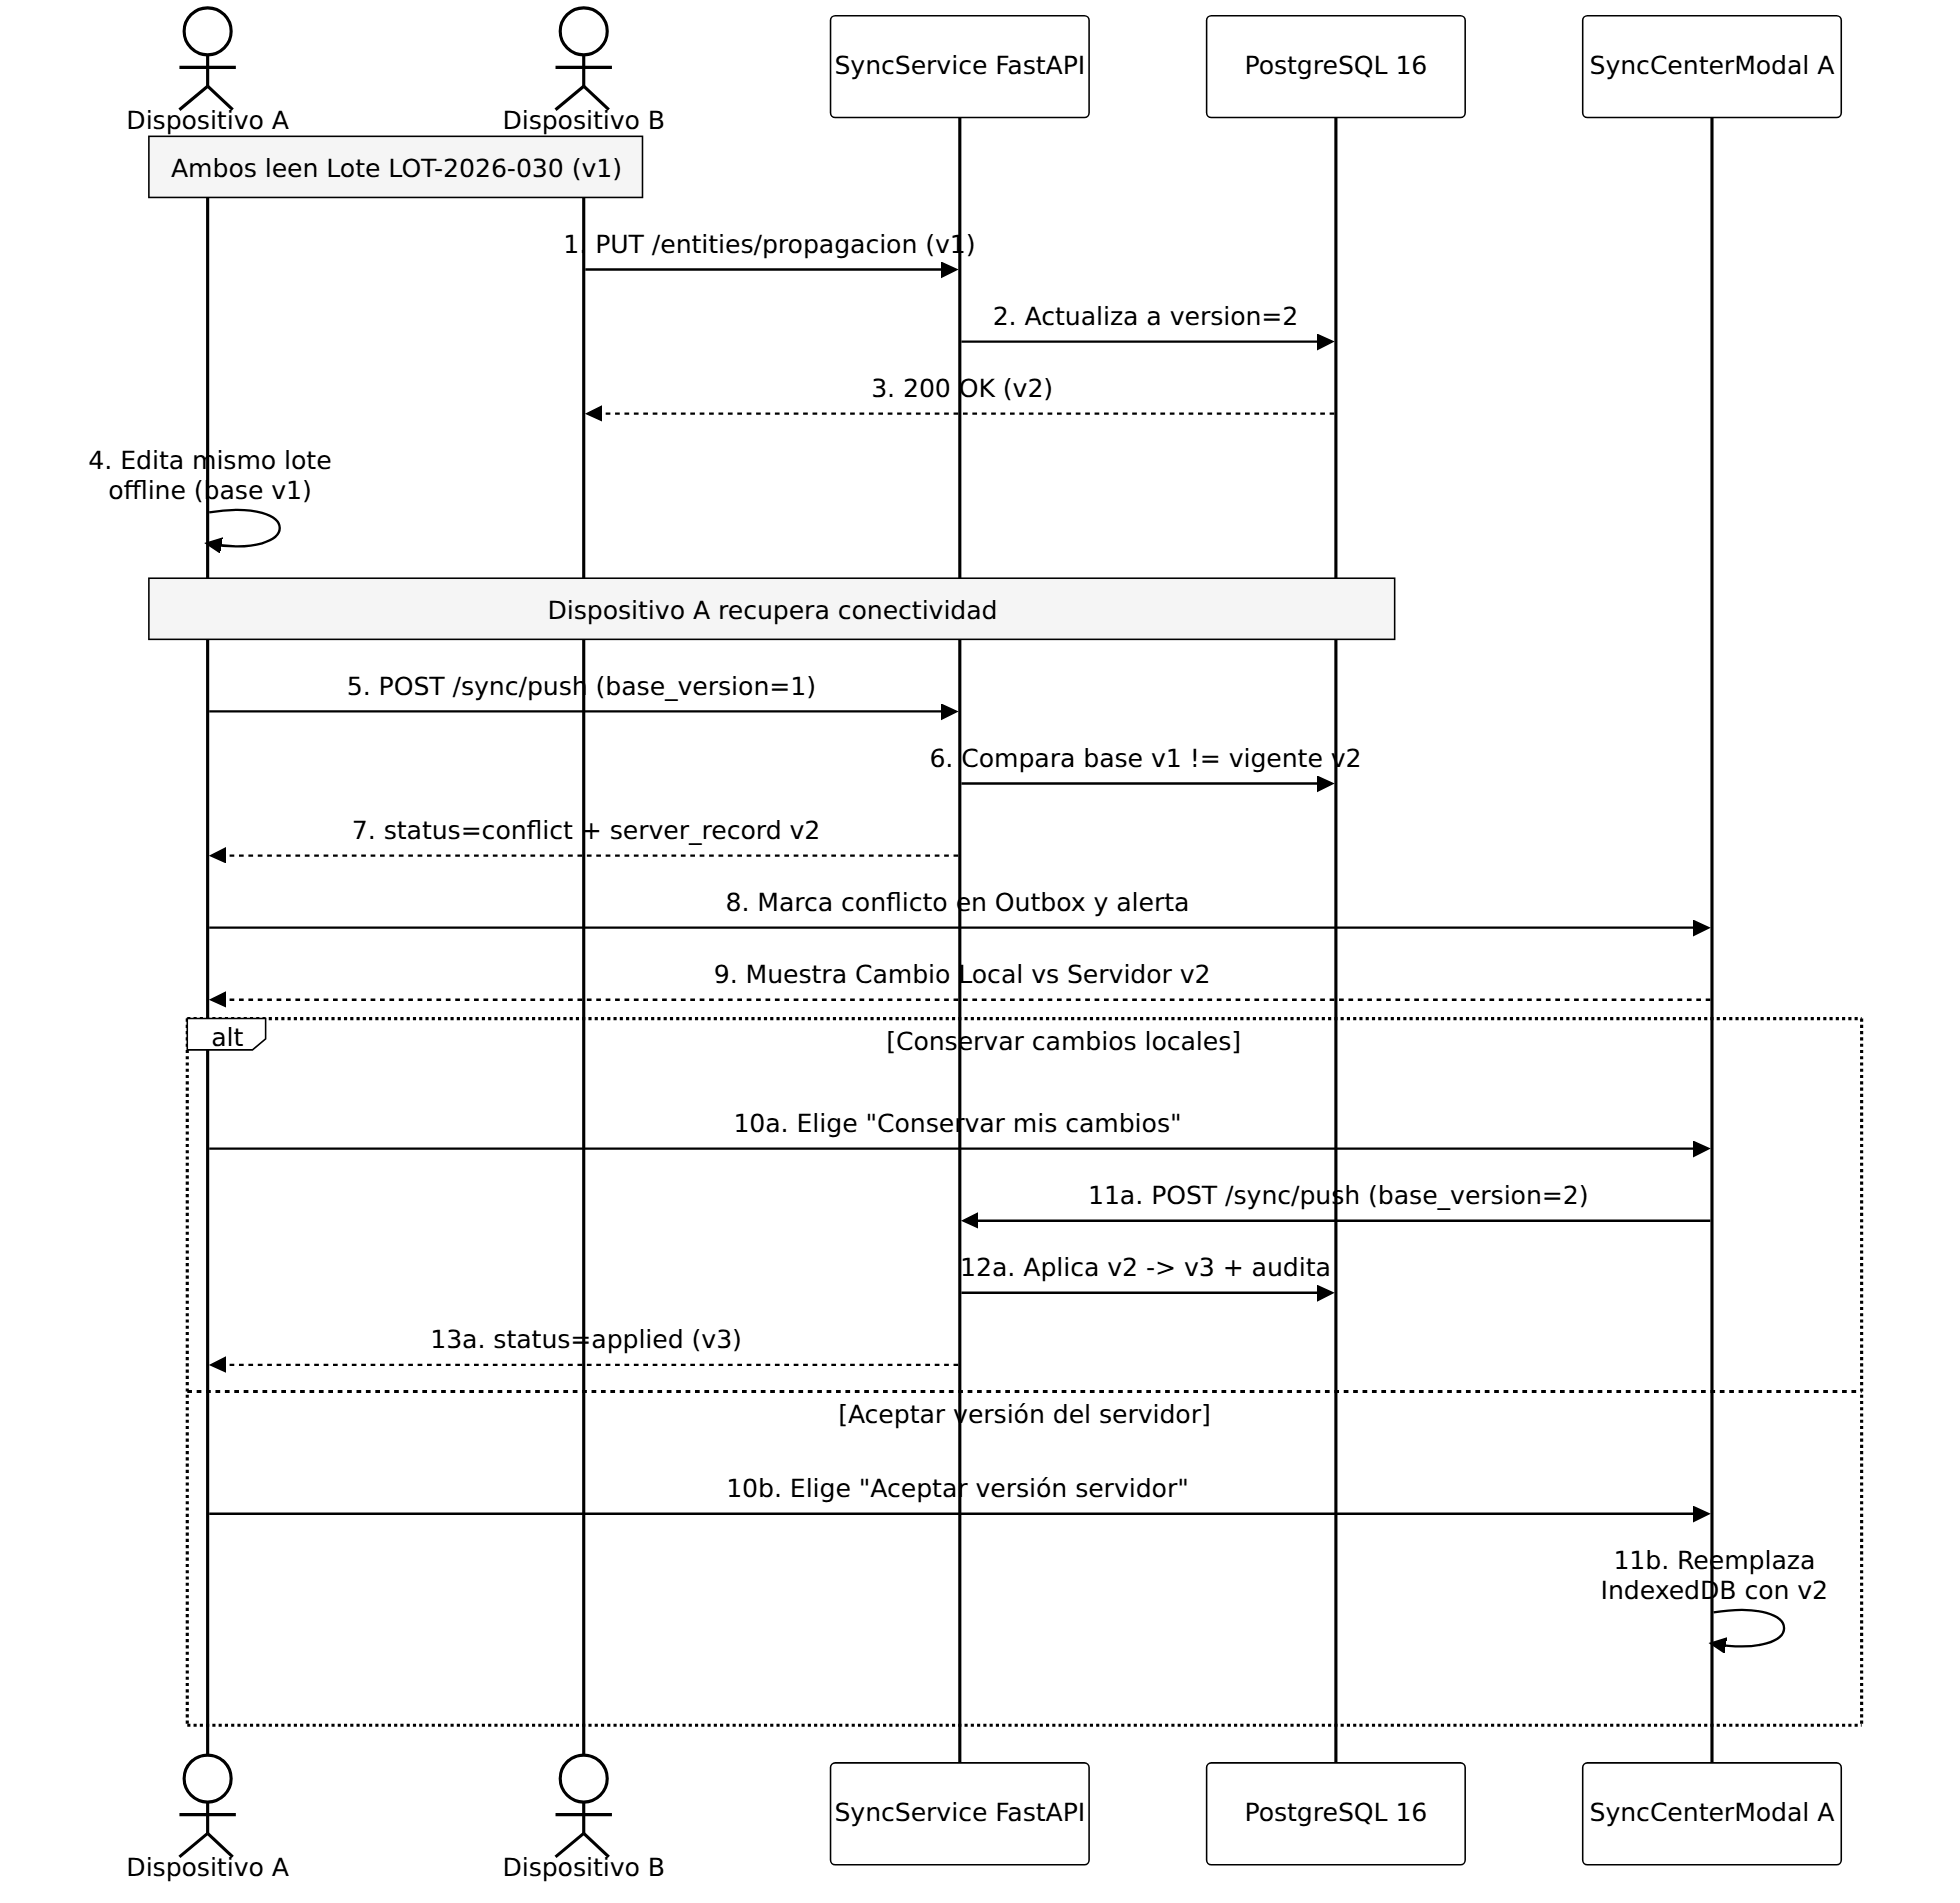 Dispositivo A
Dispositivo B
SyncService FastAPI
PostgreSQL 16
SyncCenterModal A
Ambos leen Lote LOT-2026-030 (v1)
1. PUT /entities/propagacion (v1)
2. Actualiza a version=2
3. 200 OK (v2)
4. Edita mismo lote
offline (base v1)
Dispositivo A recupera conectividad
5. POST /sync/push (base_version=1)
6. Compara base v1 != vigente v2
7. status=conflict + server_record v2
8. Marca conflicto en Outbox y alerta
9. Muestra Cambio Local vs Servidor v2
alt
[Conservar cambios locales]
10a. Elige "Conservar mis cambios"
11a. POST /sync/push (base_version=2)
12a. Aplica v2 -> v3 + audita
13a. status=applied (v3)
[Aceptar versión del servidor]
10b. Elige "Aceptar versión servidor"
11b. Reemplaza
IndexedDB con v2
Dispositivo A
Dispositivo B
SyncService FastAPI
PostgreSQL 16
SyncCenterModal A